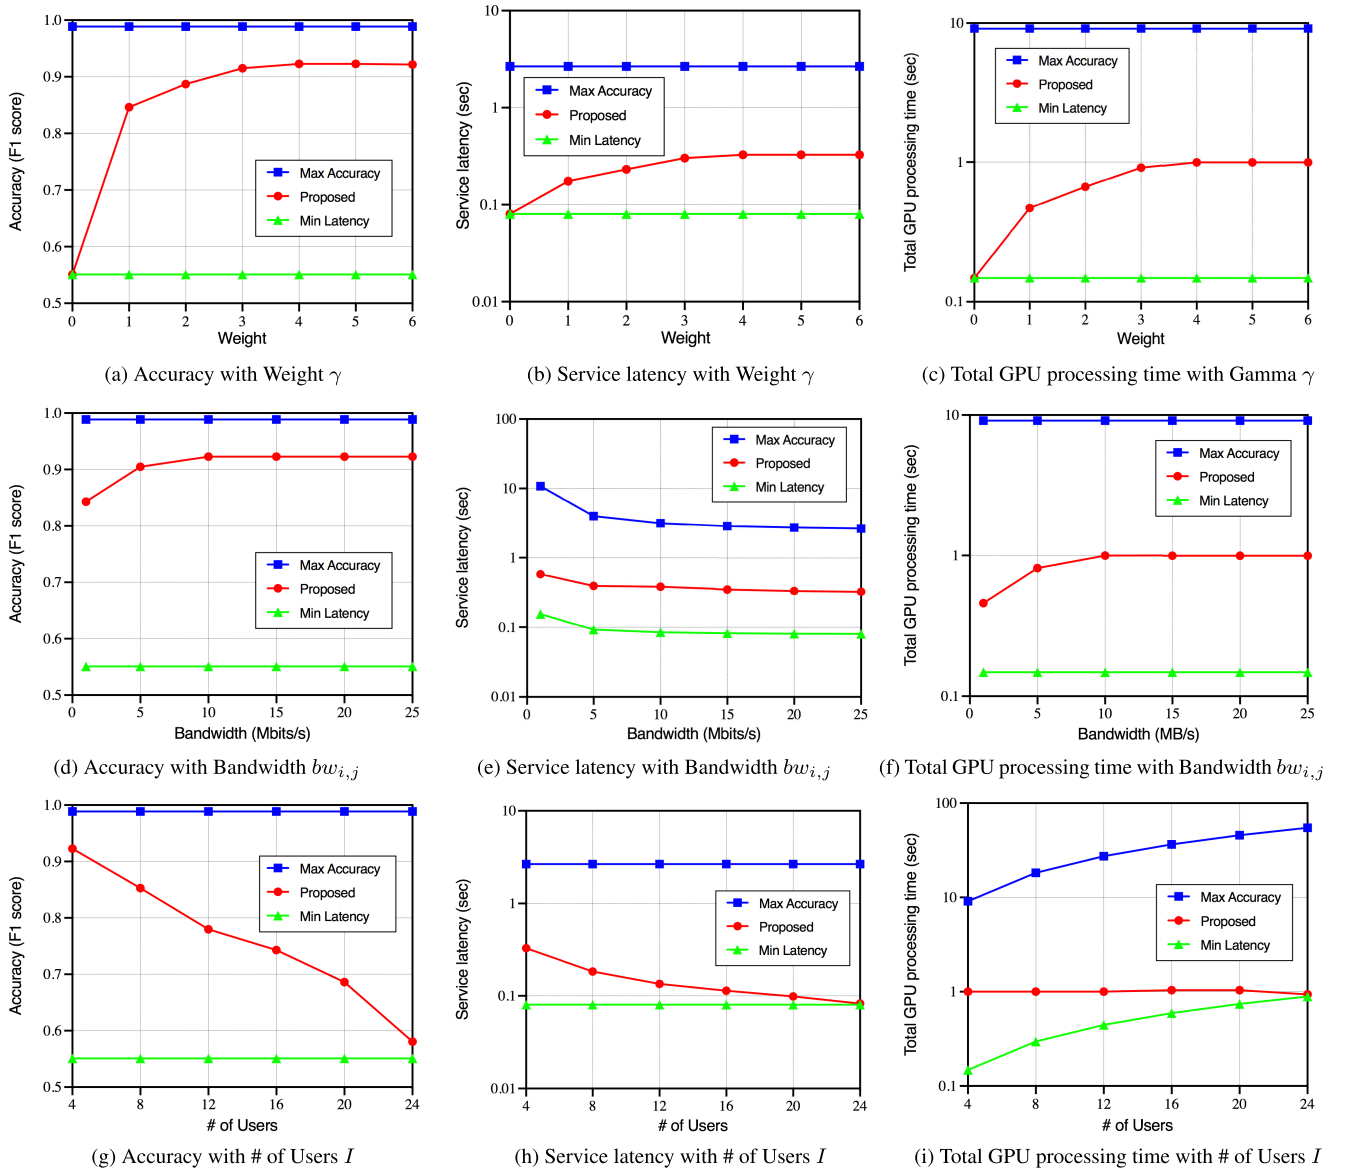 Accuracy (F1 score)
1.0
0.9
0.8
0.7
0.6
0.5
Max Accuracy
Proposed
Min Latency
0 1 2 3 4 5 6
Weight
(a) Accuracy with Weight γ
Service latency (sec)
10
1
0.1
0.01
Max Accuracy
Proposed
Min Latency
0 1 2 3 4 5 6
Weight
(b) Service latency with Weight γ
Total GPU processing time (sec)
10
1
0.1
Max Accuracy
Proposed
Min Latency
0 1 2 3 4 5 6
Weight
(c) Total GPU processing time with Gamma γ
Accuracy (F1 score)
1.0
0.9
0.8
0.7
0.6
0.5
Max Accuracy
Proposed
Min Latency
0 5 10 15 20 25
Bandwidth (Mbits/s)
(d) Accuracy with Bandwidth bw_{i,j}
Service latency (sec)
100
10
1
0.1
0.01
Max Accuracy
Proposed
Min Latency
0 5 10 15 20 25
Bandwidth (Mbits/s)
(e) Service latency with Bandwidth bw_{i,j}
Total GPU processing time (sec)
10
1
0.1
Max Accuracy
Proposed
Min Latency
0 5 10 15 20 25
Bandwidth (MB/s)
(f) Total GPU processing time with Bandwidth bw_{i,j}
Accuracy (F1 score)
1.0
0.9
0.8
0.7
0.6
0.5
Max Accuracy
Proposed
Min Latency
4 8 12 16 20 24
# of Users
(g) Accuracy with # of Users I
Service latency (sec)
10
1
0.1
0.01
Max Accuracy
Proposed
Min Latency
4 8 12 16 20 24
# of Users
(h) Service latency with # of Users I
Total GPU processing time (sec)
100
10
1
0.1
Max Accuracy
Proposed
Min Latency
4 8 12 16 20 24
# of Users
(i) Total GPU processing time with # of Users I